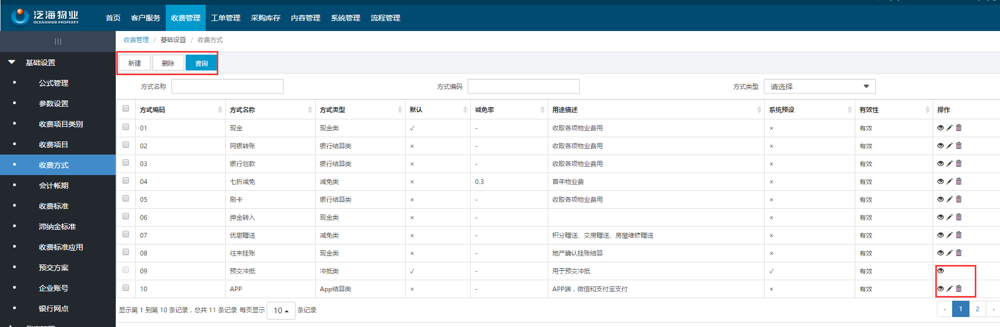 泛海物业
OCEANWIDE PROPERTY
首页 客户服务 收费管理 工单管理 采购库存 内容管理 系统管理 流程管理
收费管理 / 基础设置 / 收费方式
基础设置
公式管理
参数设置
收费项目类别
收费项目
收费方式
会计帐期
收费标准
滞纳金标准
收费标准应用
预交方案
企业账号
银行网点
新建 删除 查询
方式名称 方式编码 方式类型 请选择
方式编码 方式名称 方式类型 默认 减免率 用途描述 系统预设 有效性 操作
01 现金 现金类 √ - 收取各项物业费用 × 有效
02 网银转账 银行结算类 × - 收取各项物业费用 × 有效
03 银行划款 银行结算类 × - 收取各项物业费用 × 有效
04 七折减免 减免类 × 0.3 首年物业费 × 有效
05 刷卡 银行结算类 × - 收取各项物业费用 × 有效
06 押金转入 现金类 × - × 有效
07 优惠赠送 减免类 × - 积分赠送、交房赠送、房屋维修赠送 × 有效
08 往来挂账 现金类 × - 地产确认挂账结算 × 有效
09 预交冲抵 冲抵类 √ - 用于预交冲抵 √ 有效
10 APP App结算类 × - APP端，微信和支付宝支付 × 有效
显示第 1 到第 10 条记录，总共 11 条记录 每页显示 10 条记录
‹ 1 2 ›